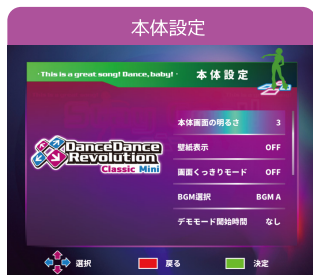 本体設定
・This is a great song! Dance, baby!・
本体設定
本体画面の明るさ 3
壁紙表示 OFF
画面くっきりモード OFF
BGM選択 BGM A
デモモード開始時間 なし
DanceDance
Revolution
Classic Mini
選択 戻る 決定